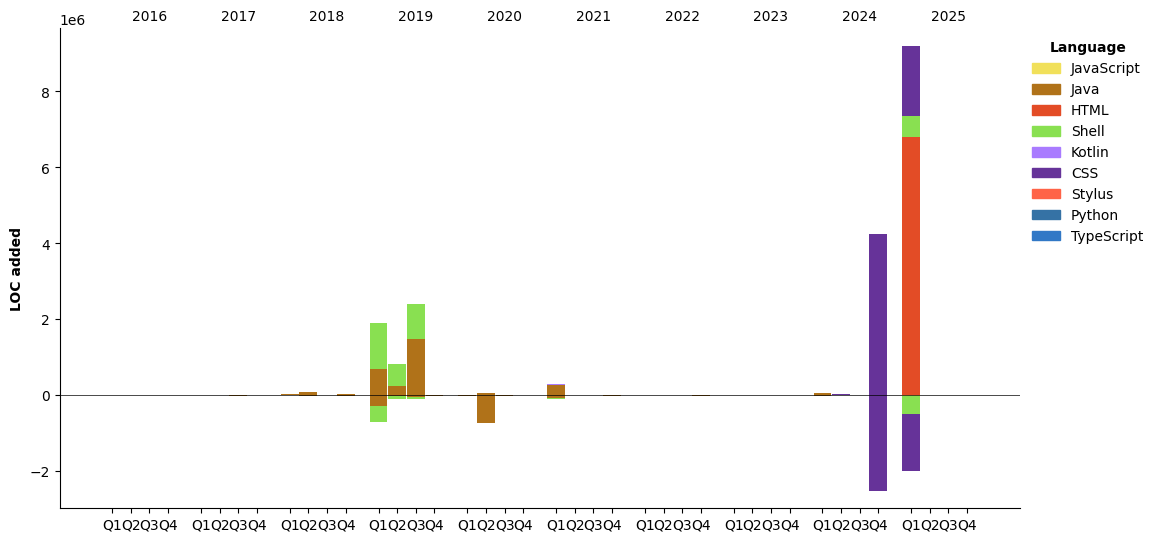 2016 2017 2018 2019 2020 2021 2022 2023 2024 2025
1e6
Language
JavaScript
Java
HTML
Shell
Kotlin
CSS
Stylus
Python
TypeScript
8
6
4
2
0
−2
LOC added
Q1Q2Q3Q4 Q1Q2Q3Q4 Q1Q2Q3Q4 Q1Q2Q3Q4 Q1Q2Q3Q4 Q1Q2Q3Q4 Q1Q2Q3Q4 Q1Q2Q3Q4 Q1Q2Q3Q4 Q1Q2Q3Q4